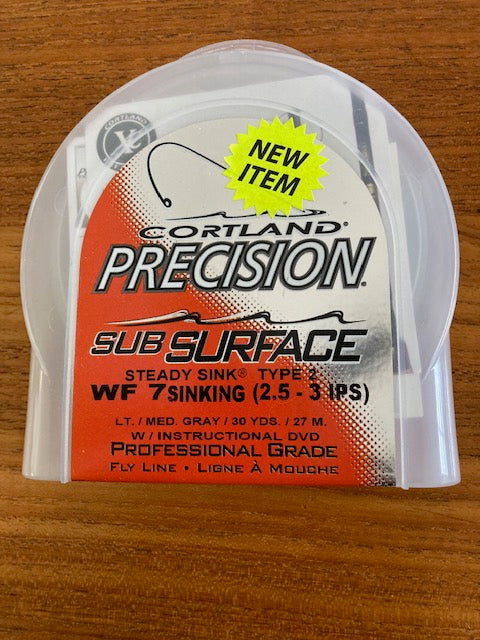 CORTLAND
NEW
ITEM
CORTLAND®
PRECISION®
SUB SURFACE
STEADY SINK® TYPE 2
WF 7 SINKING (2.5 - 3 IPS)
LT. / MED. GRAY / 30 YDS. / 27 M.
W / INSTRUCTIONAL DVD
PROFESSIONAL GRADE
FLY LINE • LIGNE À MOUCHE